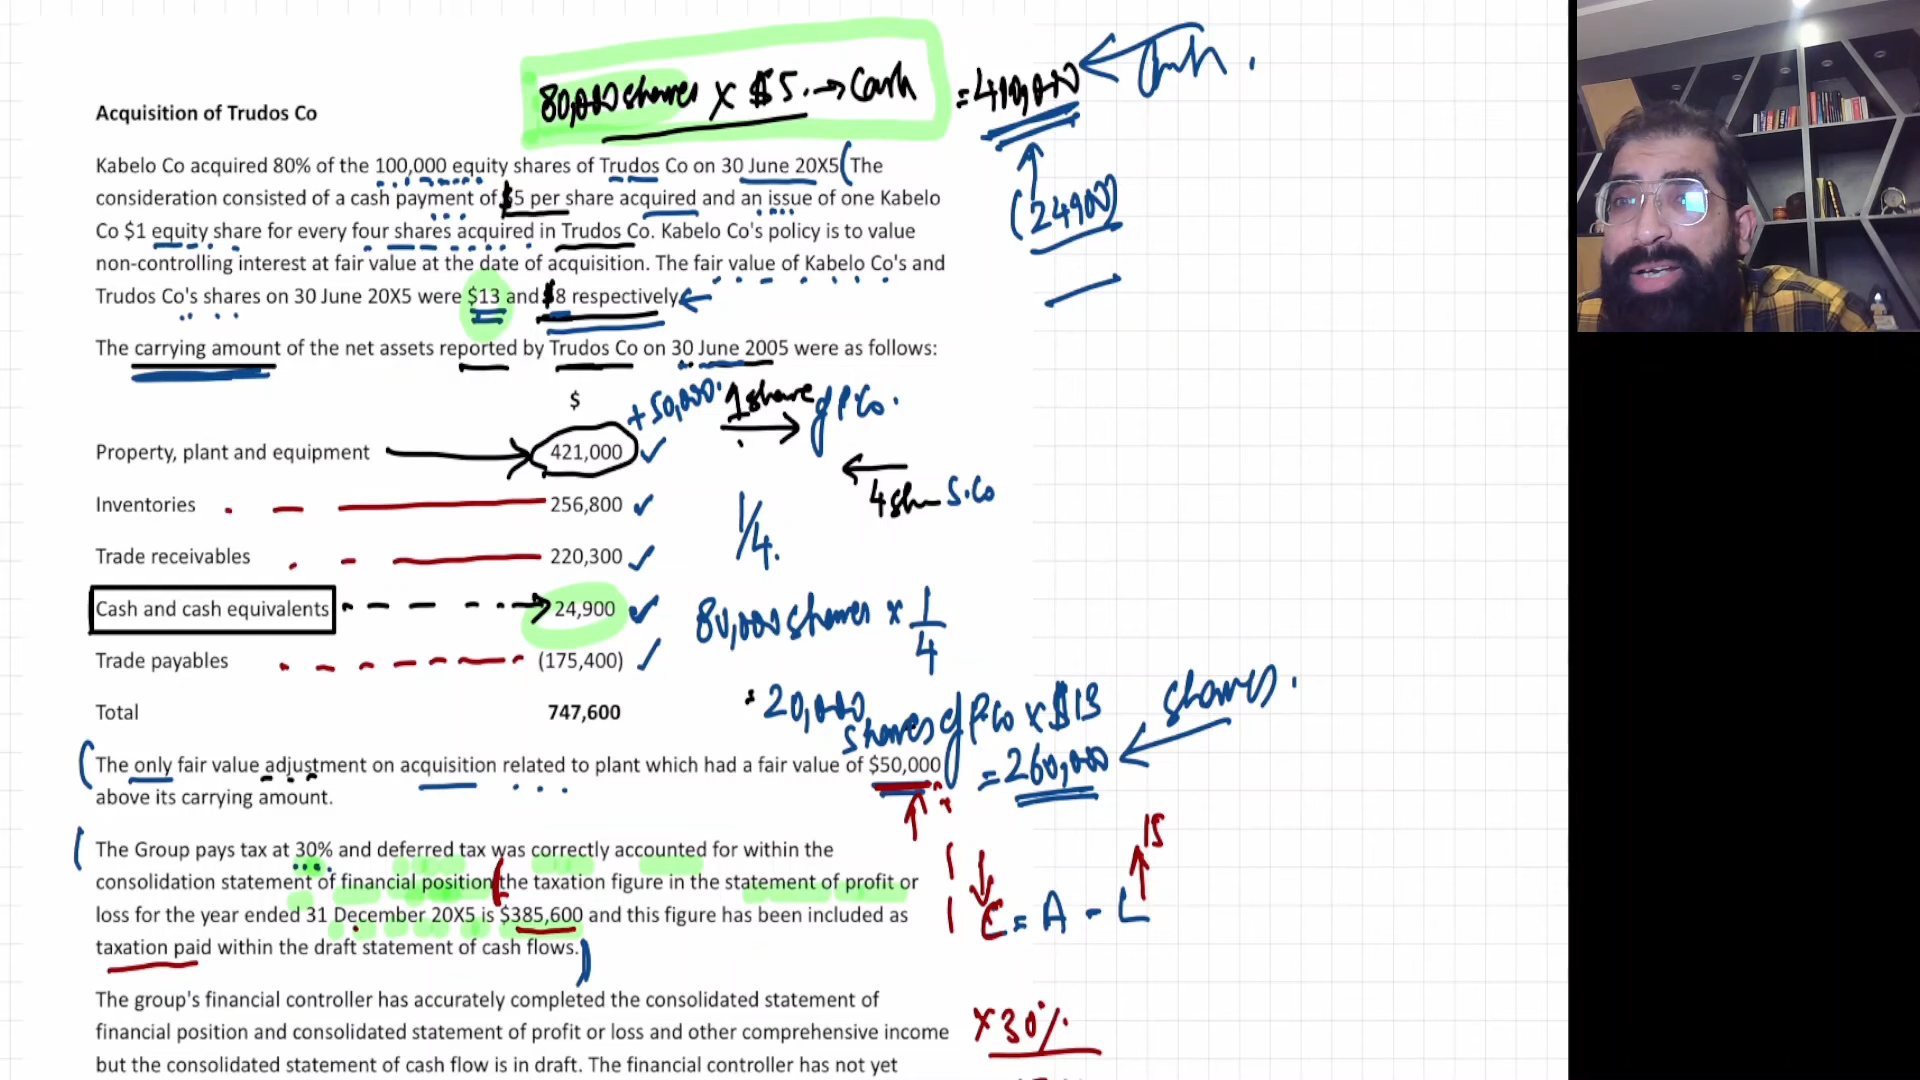 80,000 shares x $5. → Cash = 400,000
(24900)
Acquisition of Trudos Co
Kabelo Co acquired 80% of the 100,000 equity shares of Trudos Co on 30 June 20X5(The
consideration consisted of a cash payment of $5 per share acquired and an issue of one Kabelo
Co $1 equity share for every four shares acquired in Trudos Co. Kabelo Co's policy is to value
non-controlling interest at fair value at the date of acquisition. The fair value of Kabelo Co's and
Trudos Co's shares on 30 June 20X5 were $13 and $8 respectively
The carrying amount of the net assets reported by Trudos Co on 30 June 2005 were as follows:
$
+50,000. 1 share of P.Co.
Property, plant and equipment 421,000
4 sh S.Co
Inventories 256,800
1/4.
Trade receivables 220,300
Cash and cash equivalents 24,900
80,000 shares x 1/4
Trade payables (175,400)
= 20,000 shares of P.Co x $13
shares.
Total 747,600
= 260,000
(The only fair value adjustment on acquisition related to plant which had a fair value of $50,000
above its carrying amount.
15
(The Group pays tax at 30% and deferred tax was correctly accounted for within the
consolidation statement of financial position(the taxation figure in the statement of profit or
loss for the year ended 31 December 20X5 is $385,600 and this figure has been included as
taxation paid within the draft statement of cash flows.)
E = A - L
The group's financial controller has accurately completed the consolidated statement of
financial position and consolidated statement of profit or loss and other comprehensive income
x30%
but the consolidated statement of cash flow is in draft. The financial controller has not yet